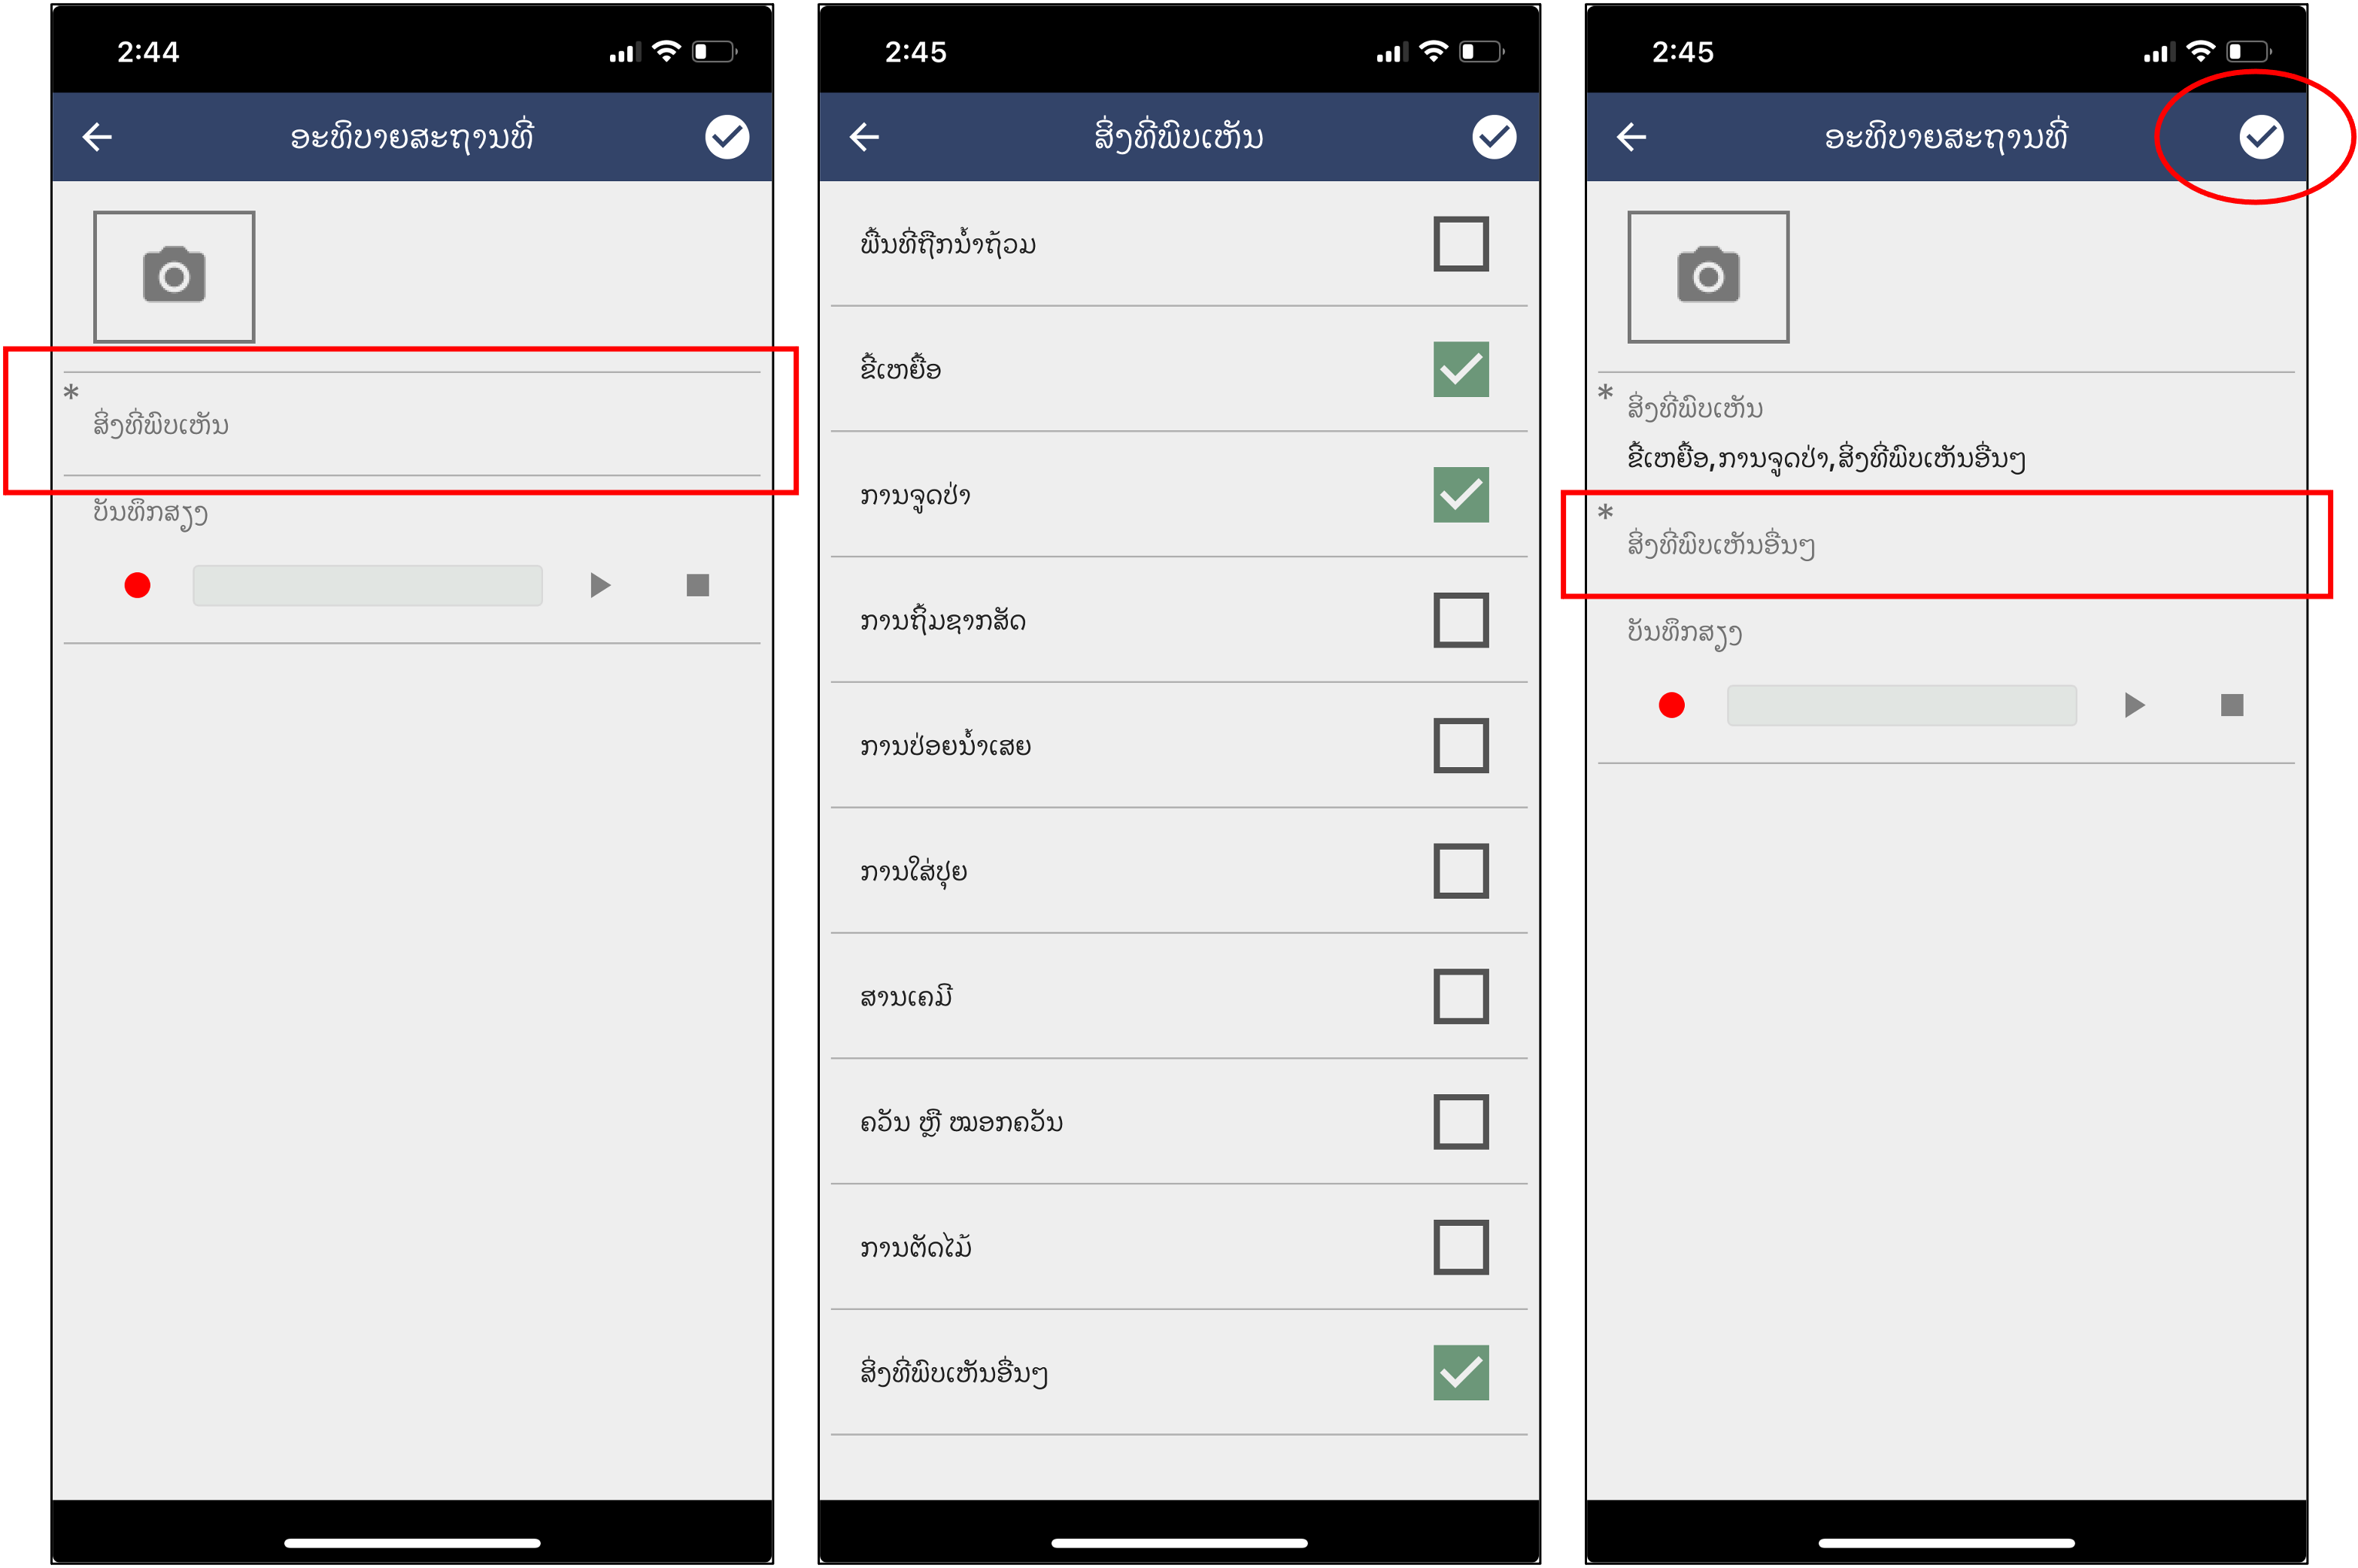 2:44
ອະທິບາຍສະຖານທີ່
*
ສິ່ງທີ່ພົບເຫັນ
ບັນທຶກສຽງ
2:45
ສິ່ງທີ່ພົບເຫັນ
ພື້ນທີ່ຖືກນ້ຳຖ້ວມ
ຂີ້ເຫຍື້ອ
ການຈູດປ່າ
ການຖິ້ມຊາກສັດ
ການປ່ອຍນ້ຳເສຍ
ການໃສ່ປຸຍ
ສານເຄມີ
ຄວັນ ຫຼື ໝອກຄວັນ
ການຕັດໄມ້
ສິ່ງທີ່ພົບເຫັນອື່ນໆ
2:45
ອະທິບາຍສະຖານທີ່
* ສິ່ງທີ່ພົບເຫັນ
ຂີ້ເຫຍື້ອ,ການຈູດປ່າ,ສິ່ງທີ່ພົບເຫັນອື່ນໆ
*
ສິ່ງທີ່ພົບເຫັນອື່ນໆ
ບັນທຶກສຽງ